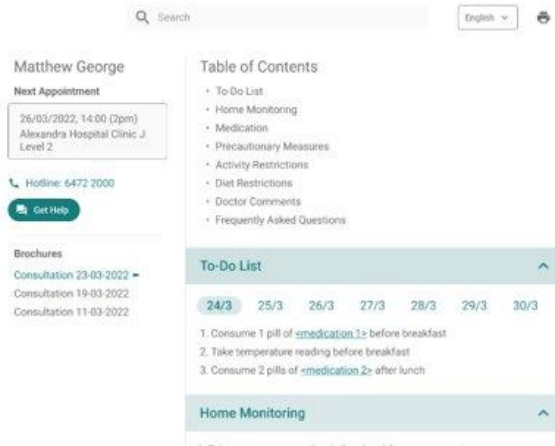 Search
English
Matthew George
Next Appointment
26/03/2022, 14:00 (2pm)
Alexandra Hospital Clinic J
Level 2
Hotline: 6472 2000
Get Help
Brochures
Consultation 23-03-2022
Consultation 19-03-2022
Consultation 11-03-2022
Table of Contents
To-Do List
Home Monitoring
Medication
Precautionary Measures
Activity Restrictions
Diet Restrictions
Doctor Comments
Frequently Asked Questions
To-Do List
24/3 25/3 26/3 27/3 28/3 29/3 30/3
1. Consume 1 pill of <medication 1> before breakfast
2. Take temperature reading before breakfast
3. Consume 2 pills of <medication 2> after lunch
Home Monitoring